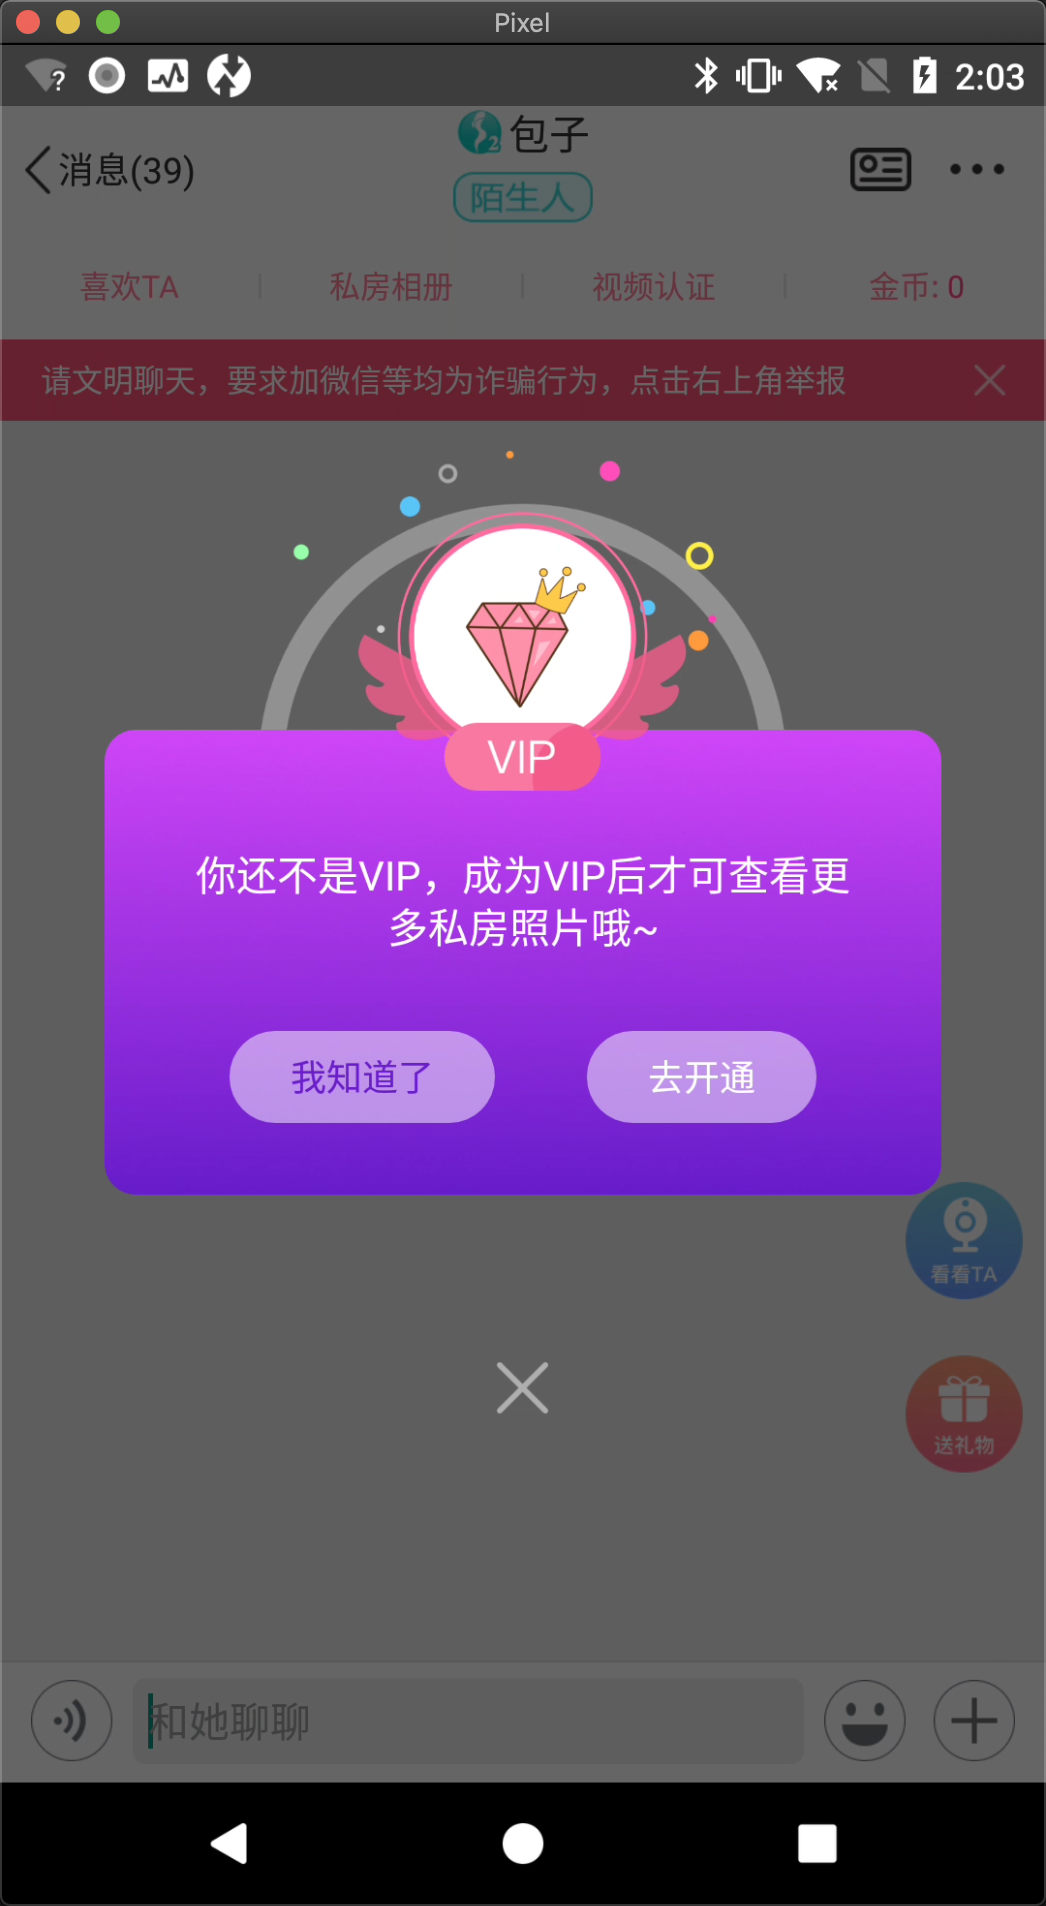 Pixel
2:03
消息(39)
2 包子
陌生人
喜欢TA
私房相册
视频认证
金币: 0
请文明聊天，要求加微信等均为诈骗行为，点击右上角举报
VIP
你还不是VIP，成为VIP后才可查看更
多私房照片哦~
我知道了
去开通
看看TA
送礼物
和她聊聊